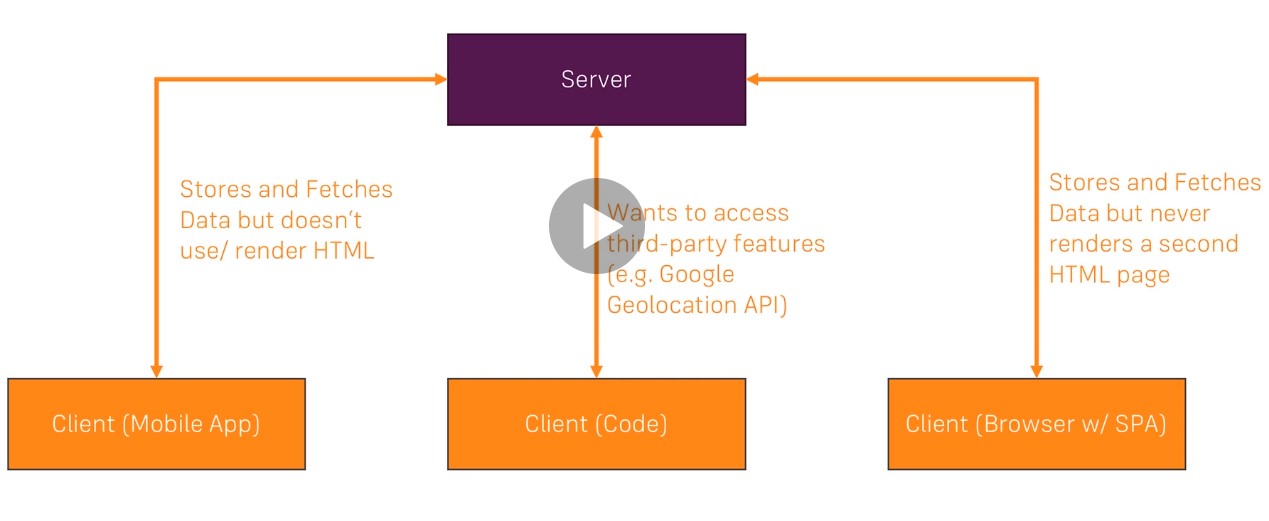 Server
Stores and Fetches
Data but doesn't
use/ render HTML
Wants to access
third-party features
(e.g. Google
Geolocation API)
Stores and Fetches
Data but never
renders a second
HTML page
Client (Mobile App)
Client (Code)
Client (Browser w/ SPA)